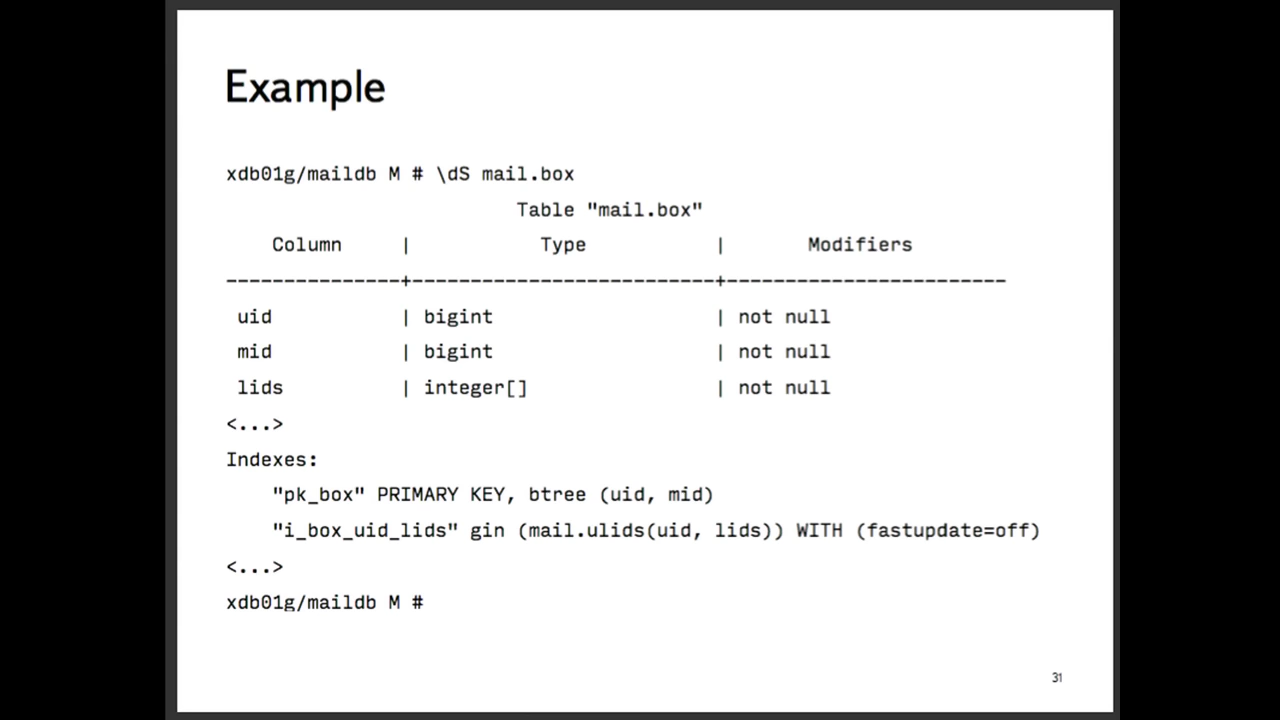 Example
xdb01g/maildb M # \dS mail.box
Table "mail.box"
Column | Type | Modifiers
---------------+--------------------------+------------------------
uid | bigint | not null
mid | bigint | not null
lids | integer[] | not null
<...>
Indexes:
"pk_box" PRIMARY KEY, btree (uid, mid)
"i_box_uid_lids" gin (mail.ulids(uid, lids)) WITH (fastupdate=off)
<...>
xdb01g/maildb M #
31